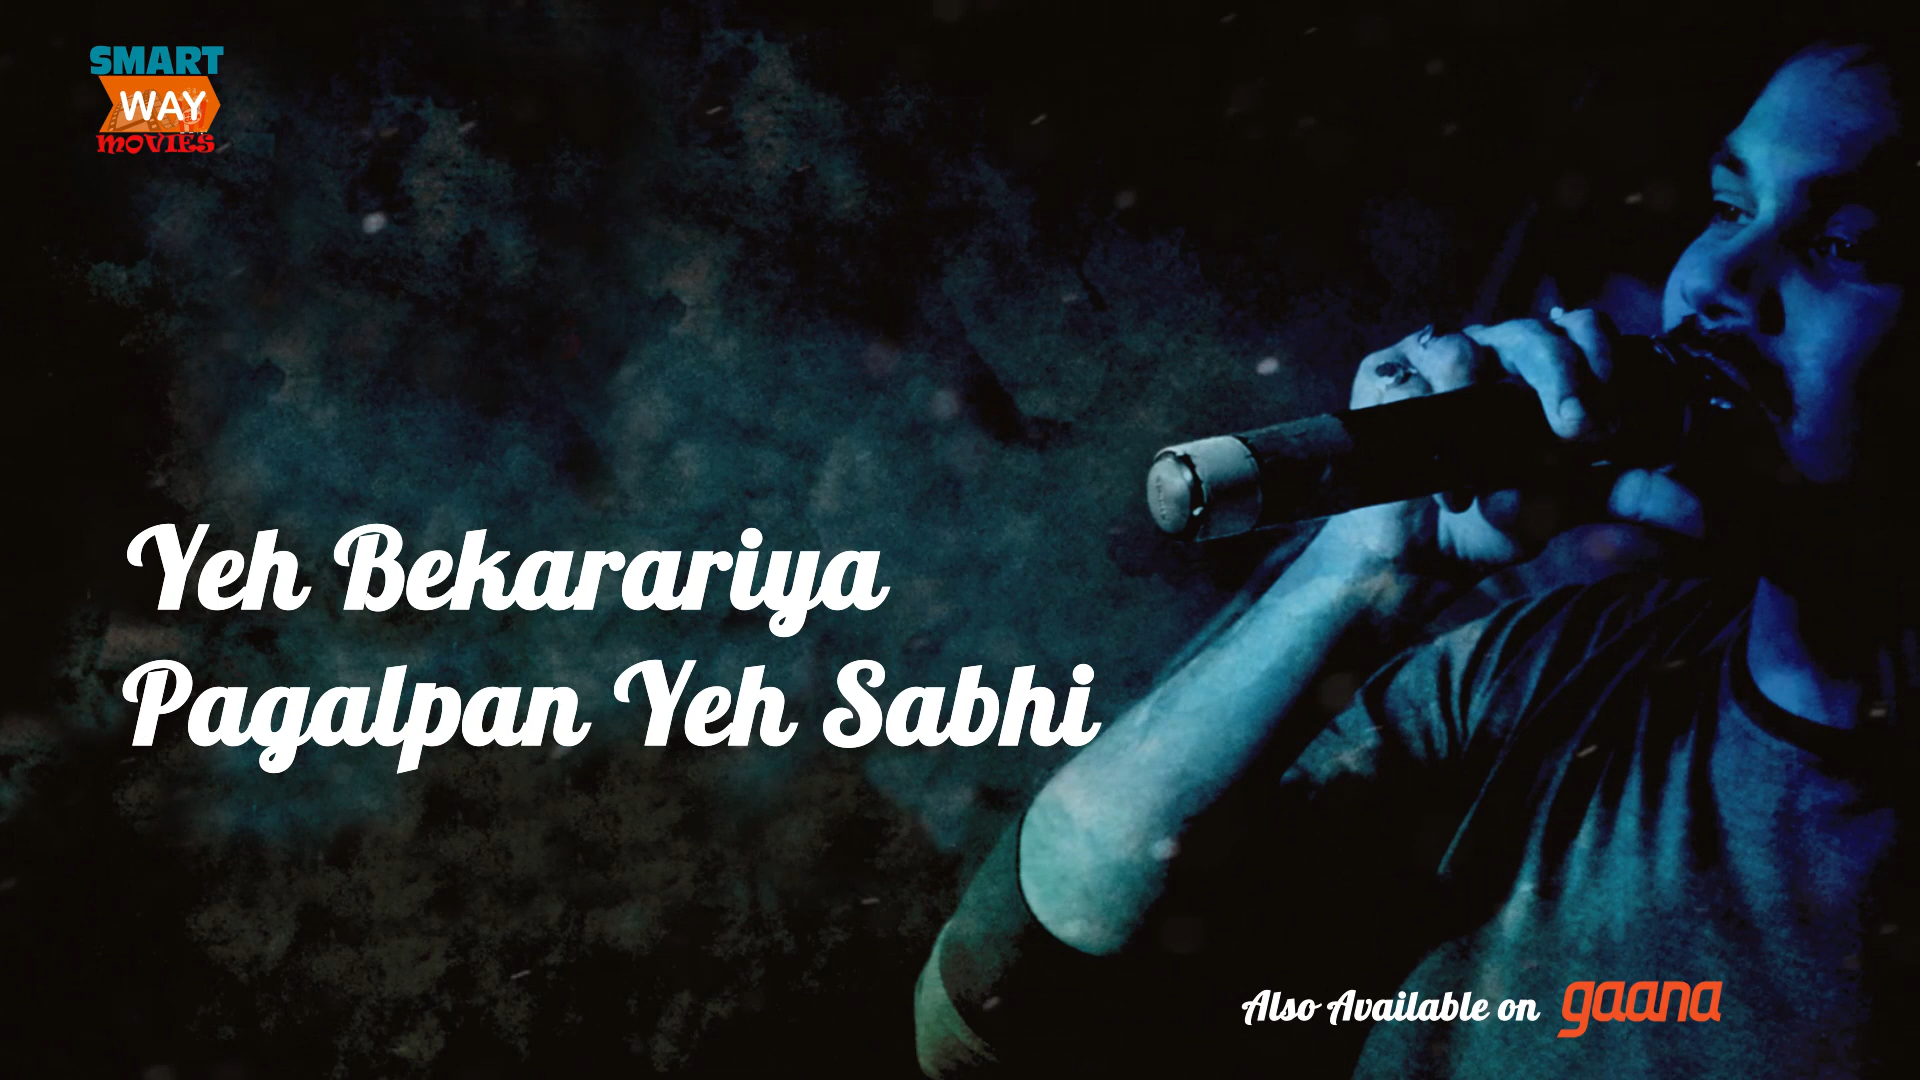 SMART
WAY
MOVIES
Yeh Bekarariya
Pagalpan Yeh Sabhi
Also Available on gaana